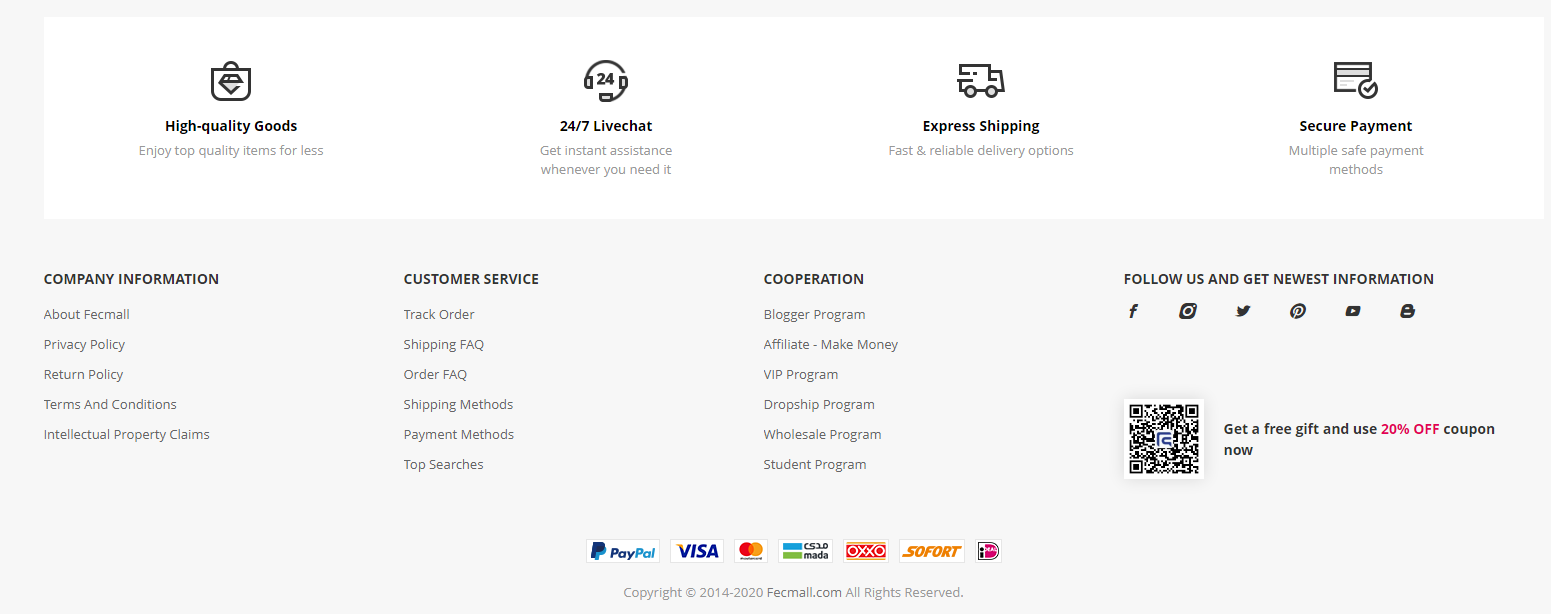 24
High-quality Goods
Enjoy top quality items for less
24/7 Livechat
Get instant assistance
whenever you need it
Express Shipping
Fast & reliable delivery options
Secure Payment
Multiple safe payment
methods
COMPANY INFORMATION
About Fecmall
Privacy Policy
Return Policy
Terms And Conditions
Intellectual Property Claims
CUSTOMER SERVICE
Track Order
Shipping FAQ
Order FAQ
Shipping Methods
Payment Methods
Top Searches
COOPERATION
Blogger Program
Affiliate - Make Money
VIP Program
Dropship Program
Wholesale Program
Student Program
FOLLOW US AND GET NEWEST INFORMATION
Get a free gift and use 20% OFF coupon
now
PayPal
VISA
mastercard
مدى
mada
OXXO
SOFORT
iDEAL
Copyright © 2014-2020 Fecmall.com All Rights Reserved.